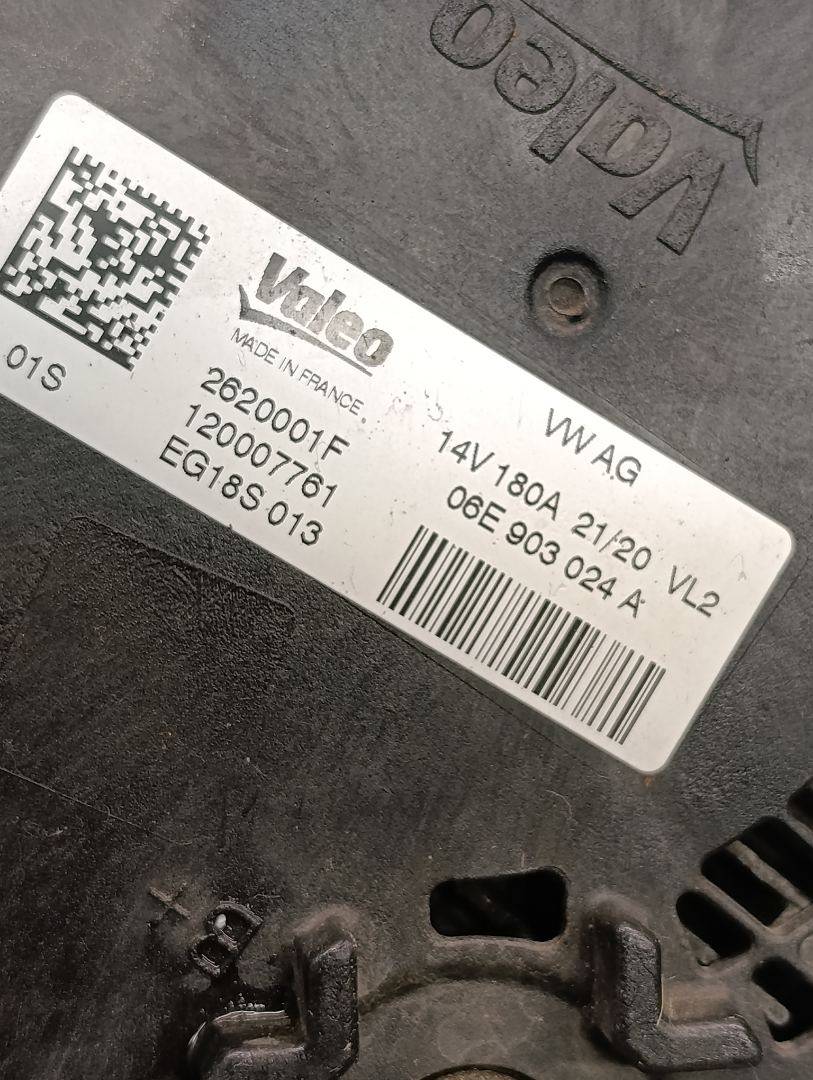 Valeo
Valeo
MADE IN FRANCE
01S
2620001F
120007761
EG18S 013
VW AG
14V 180A 21/20 VL2
06E 903 024 A
B+